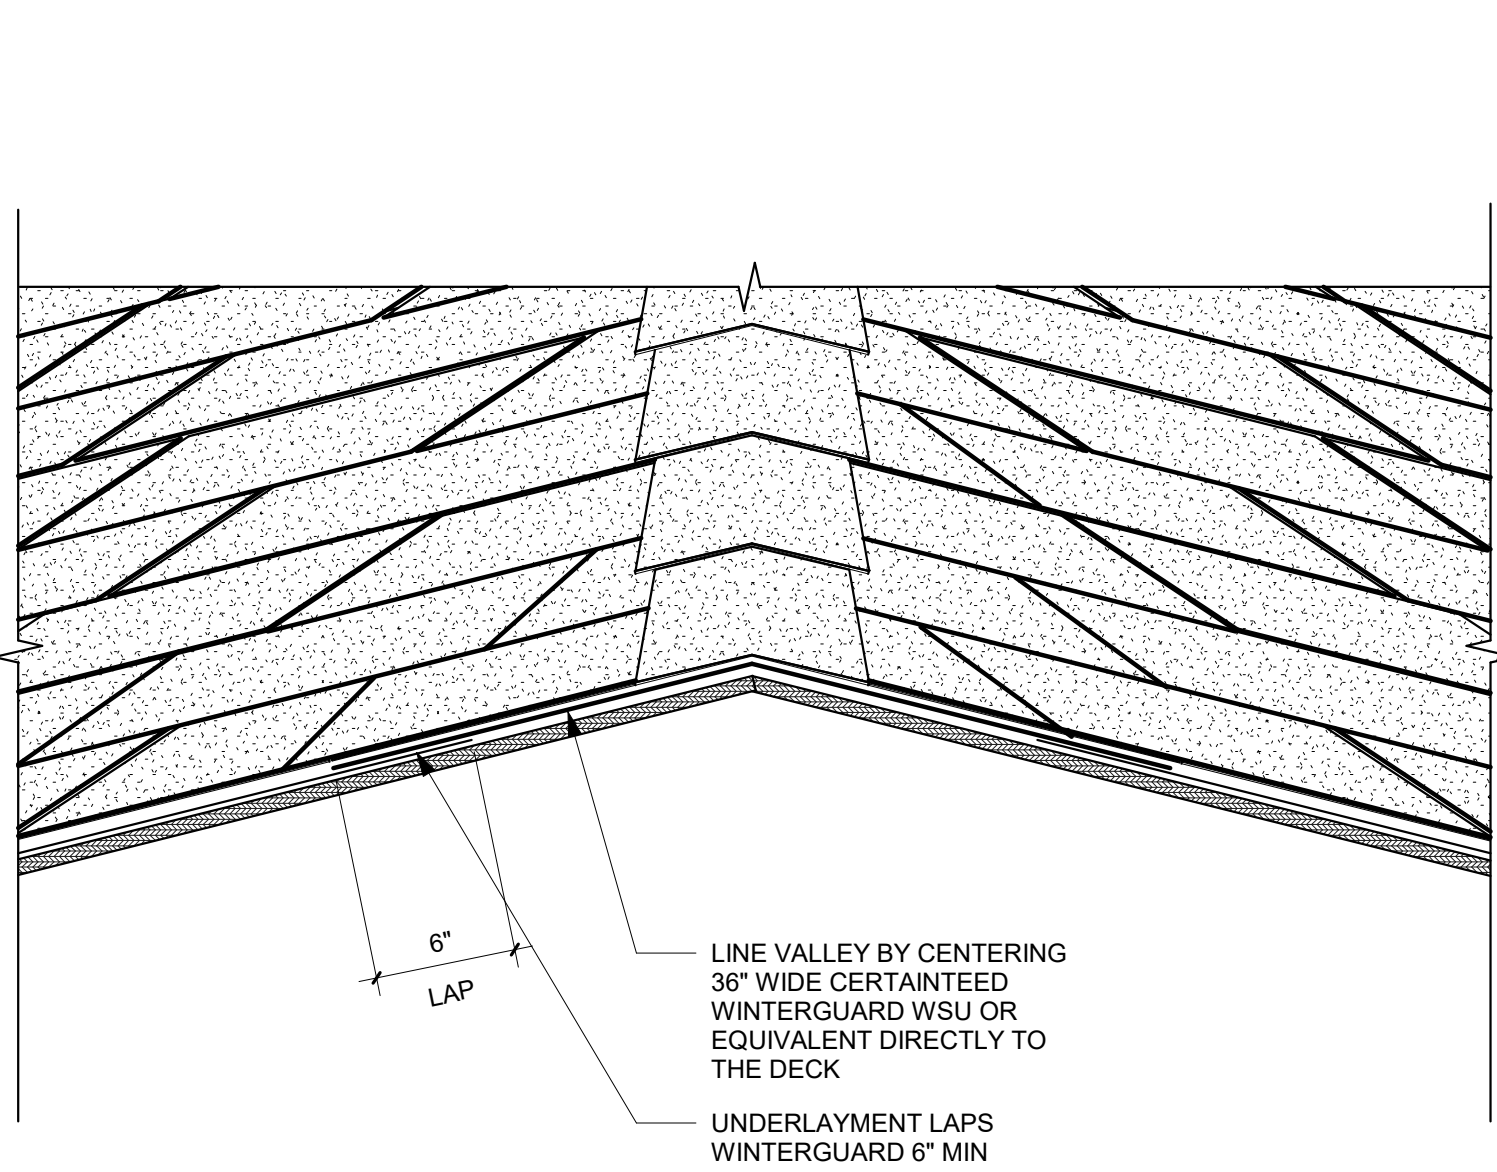 6"
LAP
LINE VALLEY BY CENTERING
36" WIDE CERTAINTEED
WINTERGUARD WSU OR
EQUIVALENT DIRECTLY TO
THE DECK
UNDERLAYMENT LAPS
WINTERGUARD 6" MIN